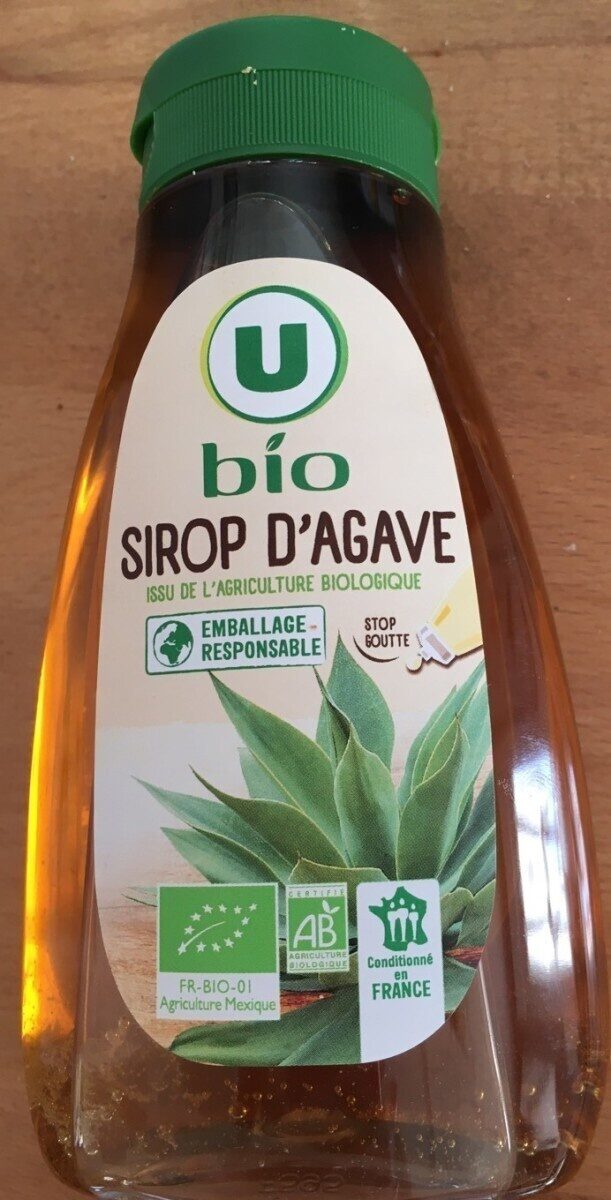 U
bio
SIROP D'AGAVE
ISSU DE L'AGRICULTURE BIOLOGIQUE
EMBALLAGE
RESPONSABLE
STOP
GOUTTE
FR-BIO-01
Agriculture Mexique
CERTIFIÉ
AB
AGRICULTURE
BIOLOGIQUE
Conditionné
en
FRANCE